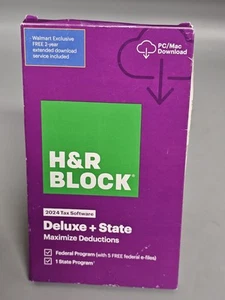 Walmart Exclusive
FREE 2-year
extended download
service included
PC/Mac
Download
H&R
BLOCK®
2024 Tax Software
Deluxe + State
Maximize Deductions
Federal Program (with 5 FREE federal e-files)
1 State Program